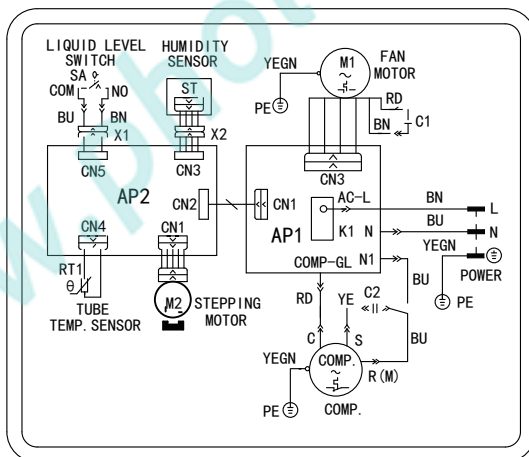 LIQUID LEVEL SWITCH
SA
COM NO
BU BN
X1
CN5
HUMIDITY SENSOR
ST
X2
CN3
AP2
CN2
CN4
CN1
RT1
θ
TUBE TEMP. SENSOR
M2
STEPPING MOTOR
YEGN
PE
M1
~
FAN MOTOR
RD
BN
C1
CN3
CN1
AP1
AC-L
K1
N
COMP-GL
N1
BN
L
BU
N
YEGN
POWER
PE
BU
RD
YE
C2
C
S
BU
YEGN
COMP.
~
R(M)
PE
COMP.
w.phot